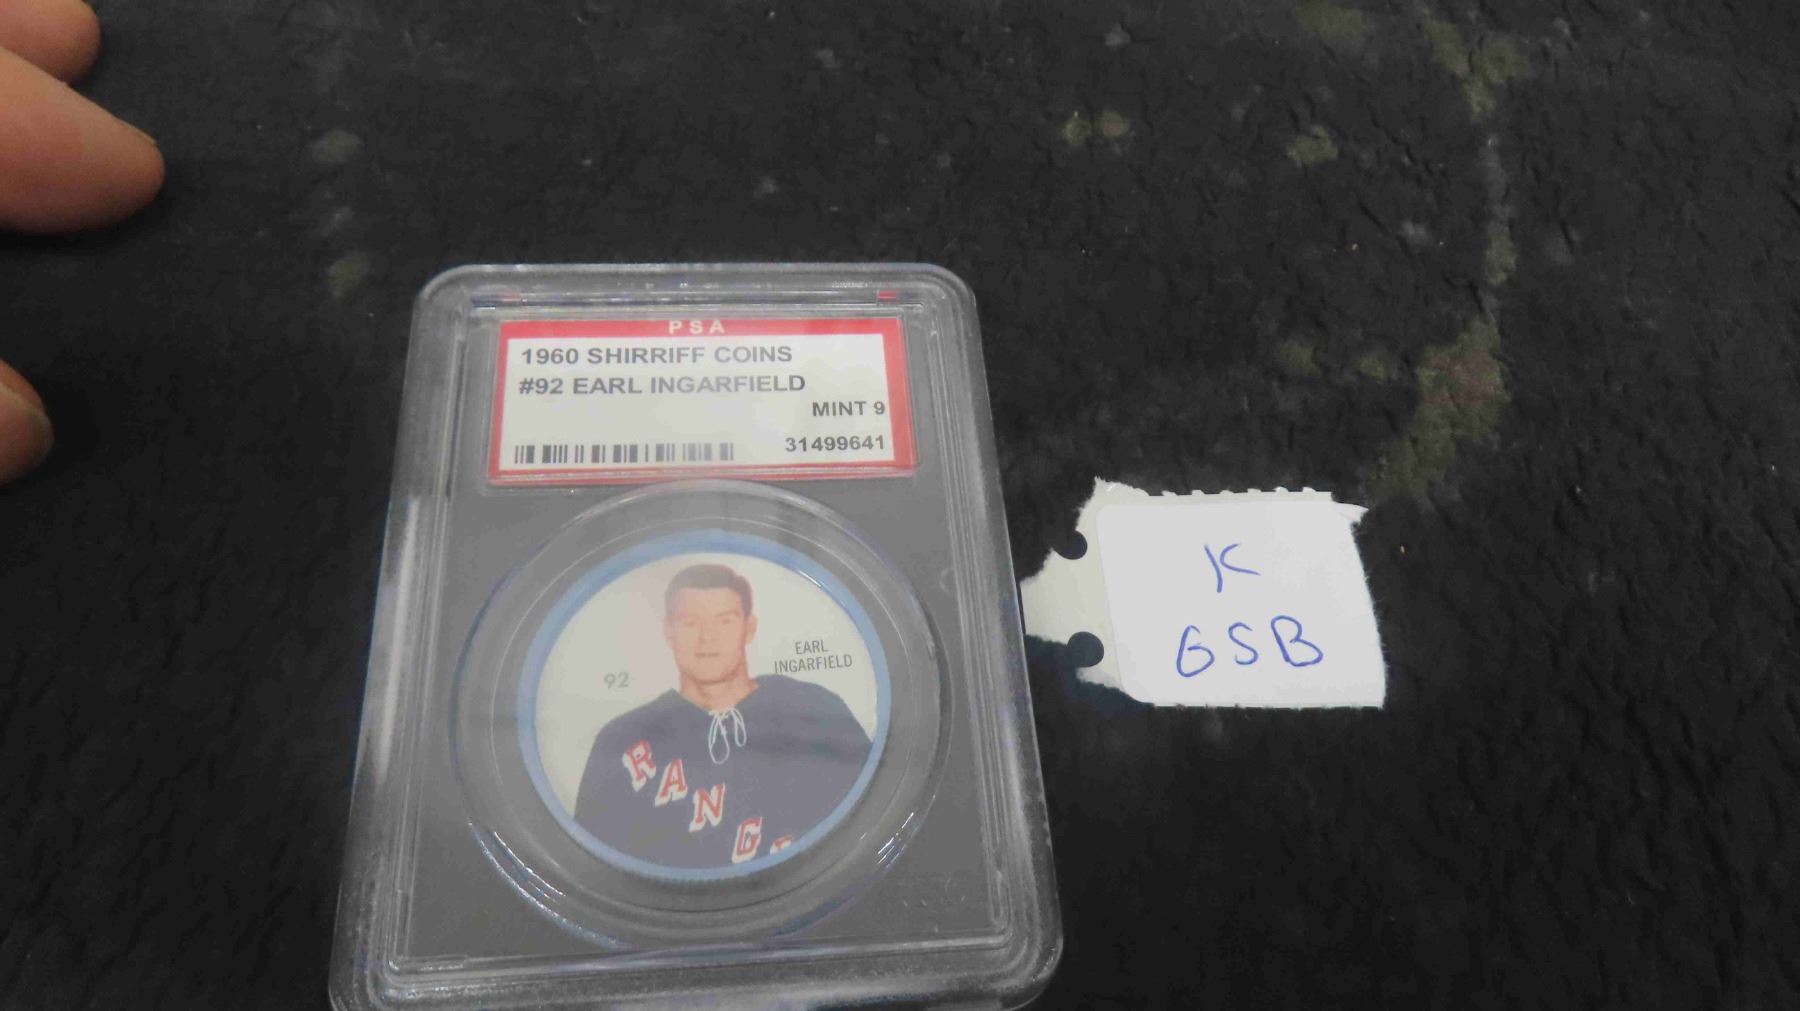 PSA
1960 SHIRRIFF COINS
#92 EARL INGARFIELD
MINT 9
31499641
EARL
INGARFIELD
92
RANG
K
GSB